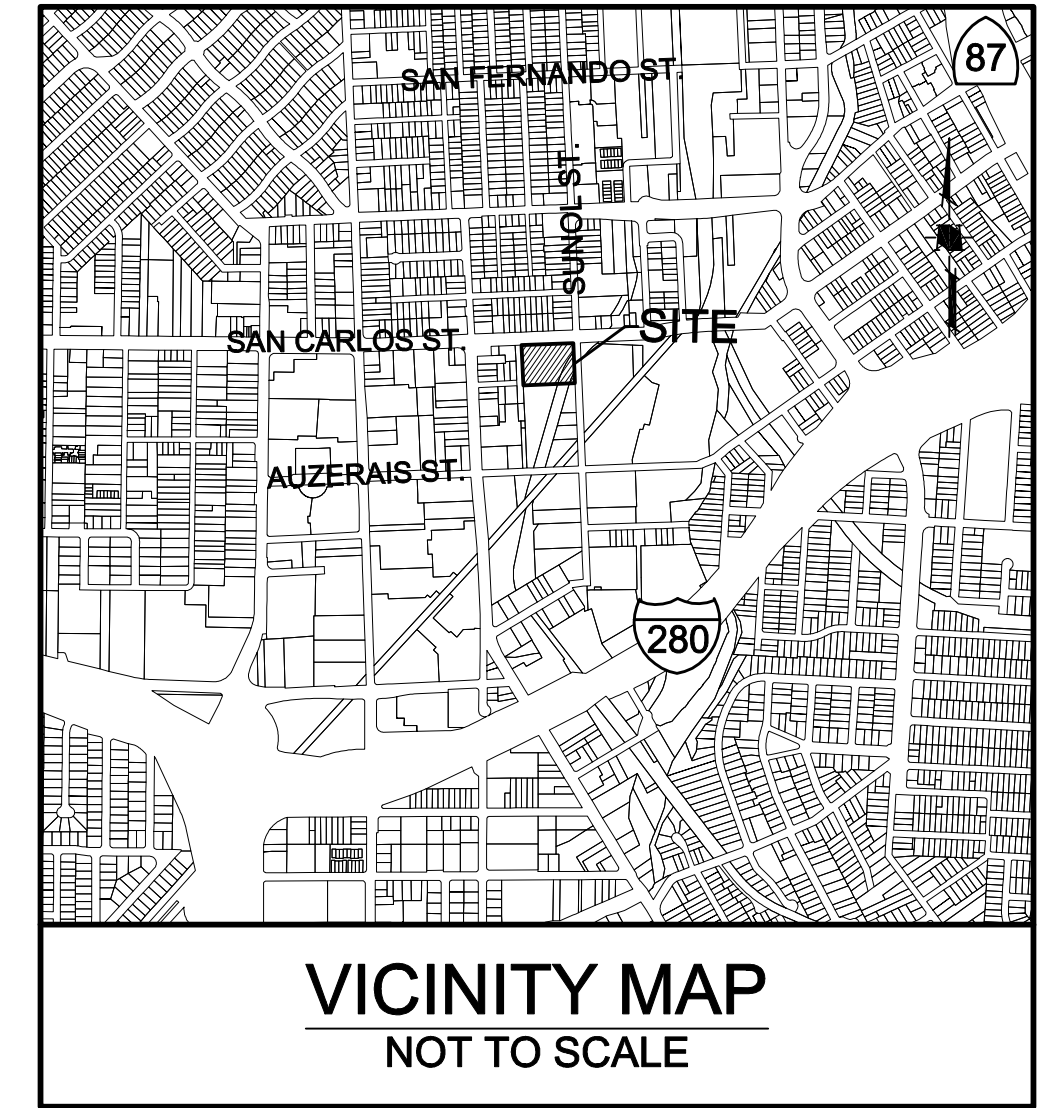 87
SAN FERNANDO ST.
SUNOL ST.
N
SITE
SAN CARLOS ST.
AUZERAIS ST.
280
VICINITY MAP
NOT TO SCALE